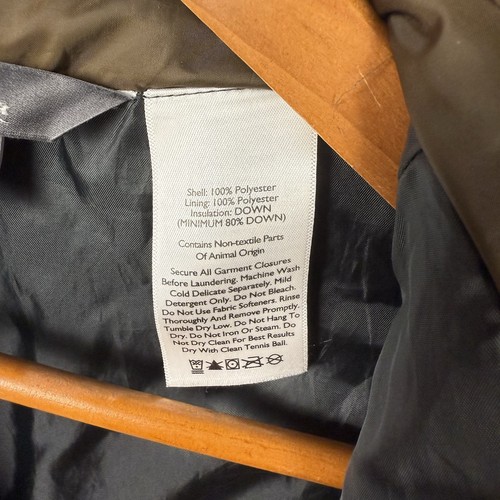 Shell: 100% Polyester
Lining: 100% Polyester
Insulation: DOWN
(MINIMUM 80% DOWN)
Contains Non-textile Parts
Of Animal Origin
Secure All Garment Closures
Before Laundering. Machine Wash
Cold Delicate Separately. Mild
Detergent Only. Do Not Bleach.
Do Not Use Fabric Softeners. Rinse
Thoroughly And Remove Promptly.
Tumble Dry Low. Do Not Hang To
Dry. Do Not Iron Or Steam. Do
Not Dry Clean For Best Results
Dry With Clean Tennis Ball.